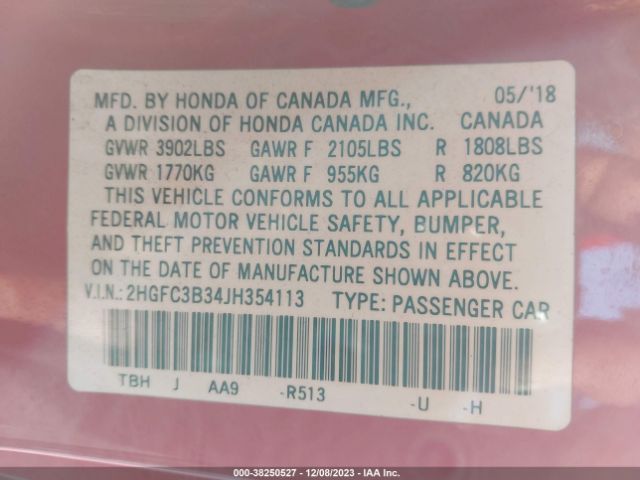 MFD. BY HONDA OF CANADA MFG., 05/'18
A DIVISION OF HONDA CANADA INC. CANADA
GVWR 3902LBS GAWR F 2105LBS R 1808LBS
GVWR 1770KG GAWR F 955KG R 820KG
THIS VEHICLE CONFORMS TO ALL APPLICABLE
FEDERAL MOTOR VEHICLE SAFETY, BUMPER,
AND THEFT PREVENTION STANDARDS IN EFFECT
ON THE DATE OF MANUFACTURE SHOWN ABOVE.
V.I.N.:2HGFC3B34JH354113 TYPE: PASSENGER CAR
TBH J AA9 -R513 -U -H
000-38250527 - 12/08/2023 - IAA Inc.